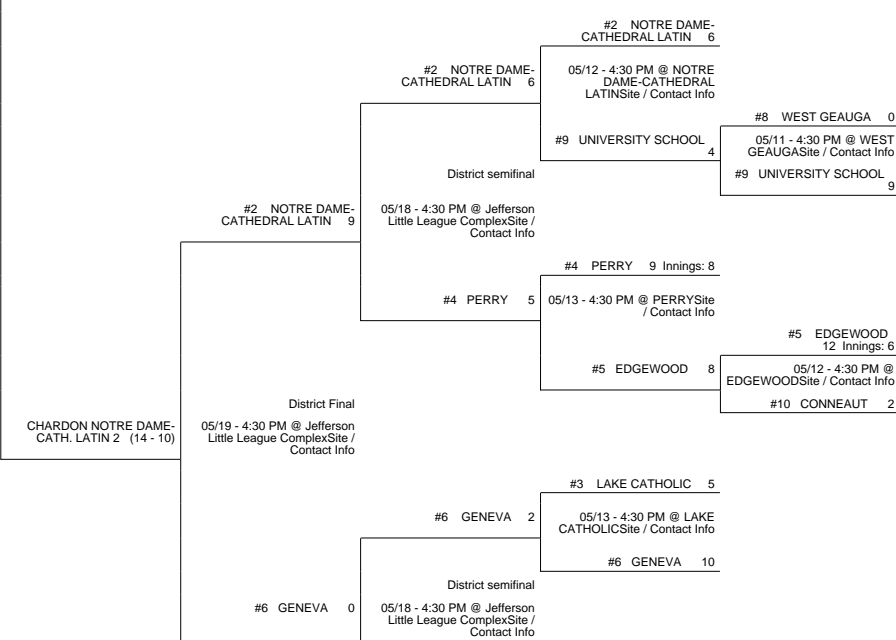 #2 NOTRE DAME-
CATHEDRAL LATIN 6
#2 NOTRE DAME-
CATHEDRAL LATIN 6
05/12 - 4:30 PM @ NOTRE
DAME-CATHEDRAL
LATINSite / Contact Info
#8 WEST GEAUGA 0
#9 UNIVERSITY SCHOOL
4
05/11 - 4:30 PM @ WEST
GEAUGASite / Contact Info
#9 UNIVERSITY SCHOOL
9
District semifinal
#2 NOTRE DAME-
CATHEDRAL LATIN 9
05/18 - 4:30 PM @ Jefferson
Little League ComplexSite /
Contact Info
#4 PERRY 9 Innings: 8
#4 PERRY 5
05/13 - 4:30 PM @ PERRYSite
/ Contact Info
#5 EDGEWOOD
12 Innings: 6
#5 EDGEWOOD 8
05/12 - 4:30 PM @
EDGEWOODSite / Contact Info
#10 CONNEAUT 2
District Final
CHARDON NOTRE DAME-
CATH. LATIN 2 (14 - 10)
05/19 - 4:30 PM @ Jefferson
Little League ComplexSite /
Contact Info
#3 LAKE CATHOLIC 5
#6 GENEVA 2
05/13 - 4:30 PM @ LAKE
CATHOLICSite / Contact Info
#6 GENEVA 10
District semifinal
#6 GENEVA 0
05/18 - 4:30 PM @ Jefferson
Little League ComplexSite /
Contact Info